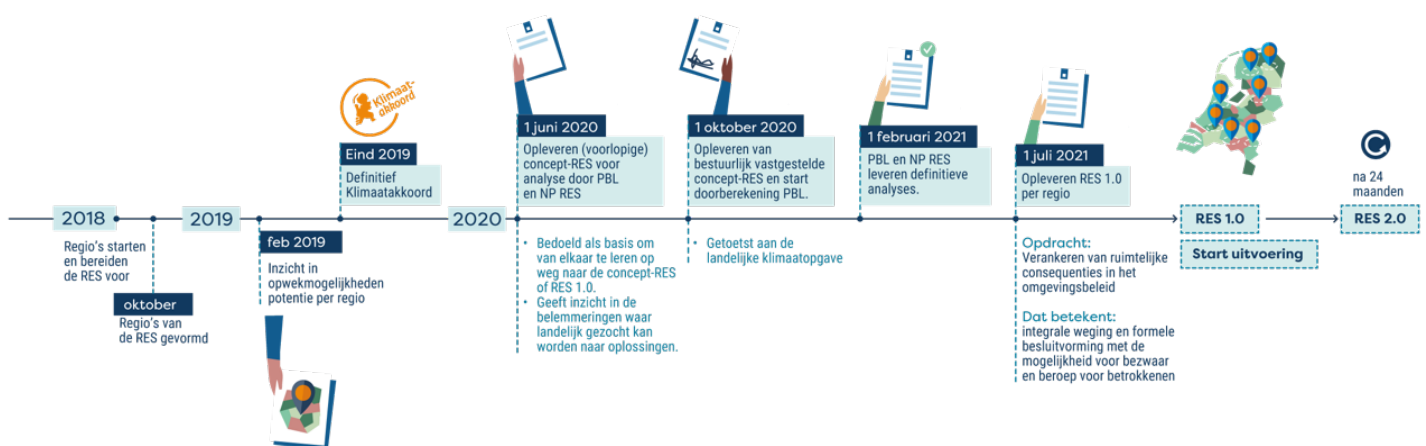 Klimaat-
akkoord
Eind 2019
Definitief
Klimaatakkoord
1 juni 2020
Opleveren (voorlopige)
concept-RES voor
analyse door PBL
en NP RES
1 oktober 2020
Opleveren van
bestuurlijk vastgestelde
concept-RES en start
doorberekening PBL.
1 februari 2021
PBL en NP RES
leveren definitieve
analyses.
1 juli 2021
Opleveren RES 1.0
per regio
na 24
maanden
2018
2019
2020
RES 1.0
RES 2.0
Regio's starten
en bereiden
de RES voor
oktober
Regio's van
de RES gevormd
feb 2019
Inzicht in
opwekmogelijkheden
potentie per regio
• Bedoeld als basis om
van elkaar te leren op
weg naar de concept-RES
of RES 1.0.
• Geeft inzicht in de
belemmeringen waar
landelijk gezocht kan
worden naar oplossingen.
• Getoetst aan de
landelijke klimaatopgave
Opdracht:
Verankeren van ruimtelijke
consequenties in het
omgevingsbeleid
Dat betekent:
integrale weging en formele
besluitvorming met de
mogelijkheid voor bezwaar
en beroep voor betrokkenen
Start uitvoering